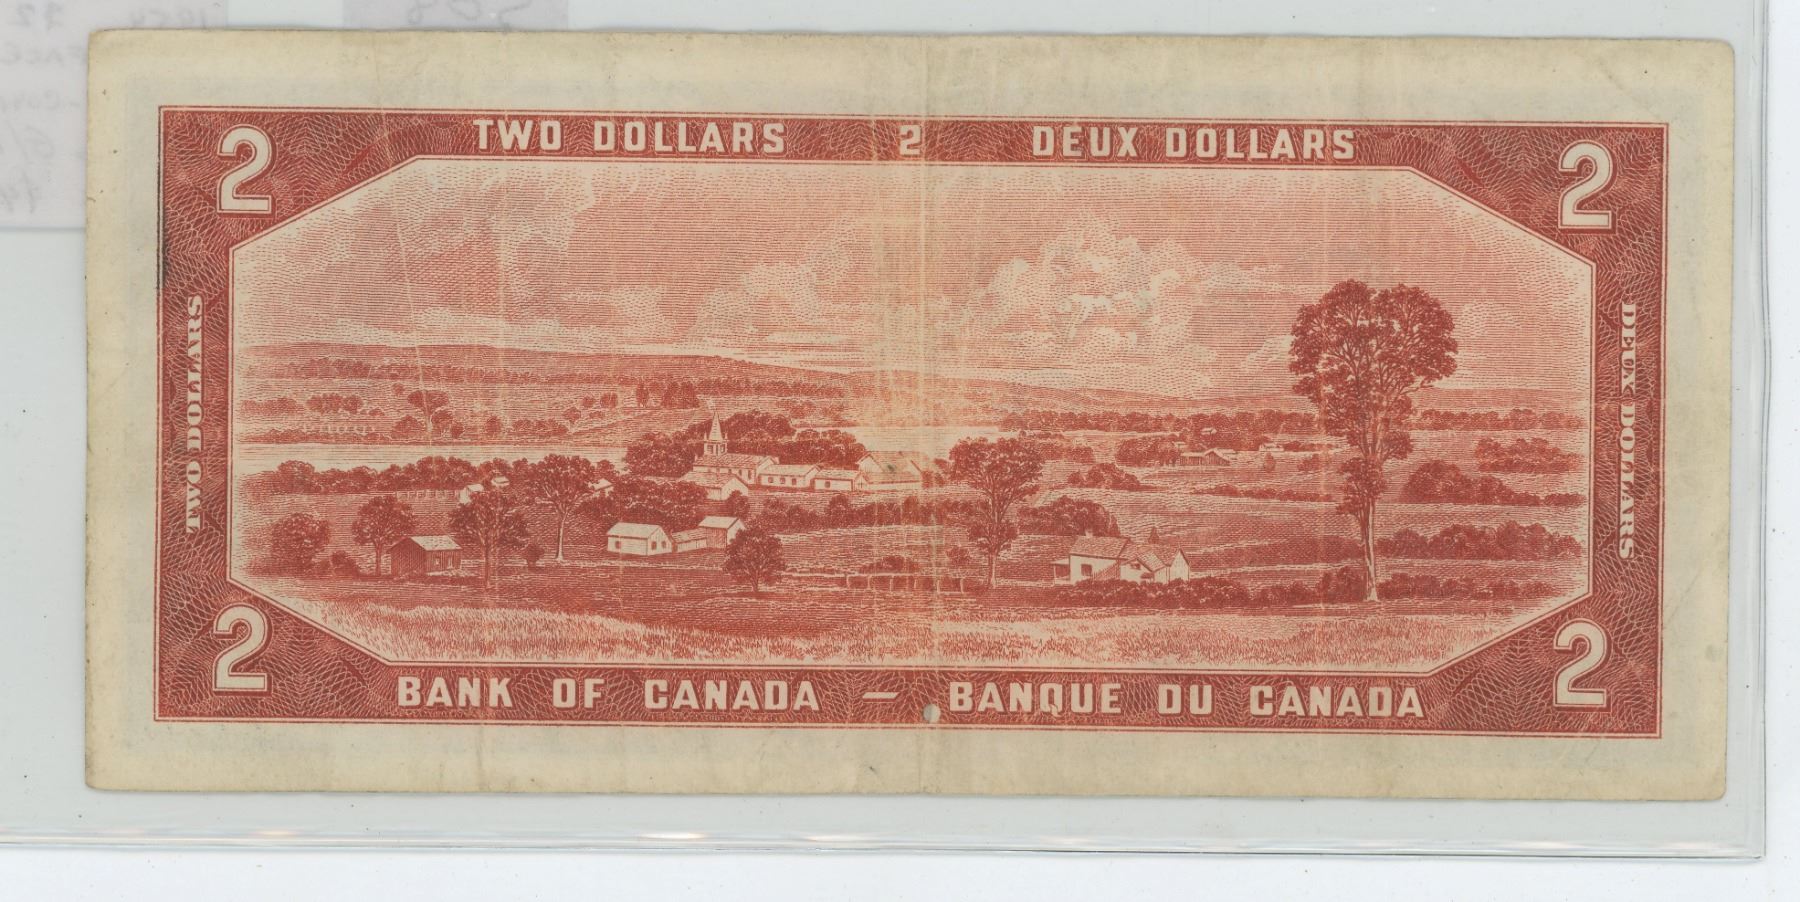 TWO DOLLARS 2 DEUX DOLLARS
2 2
TWO DOLLARS
DEUX DOLLARS
2 2
BANK OF CANADA — BANQUE DU CANADA